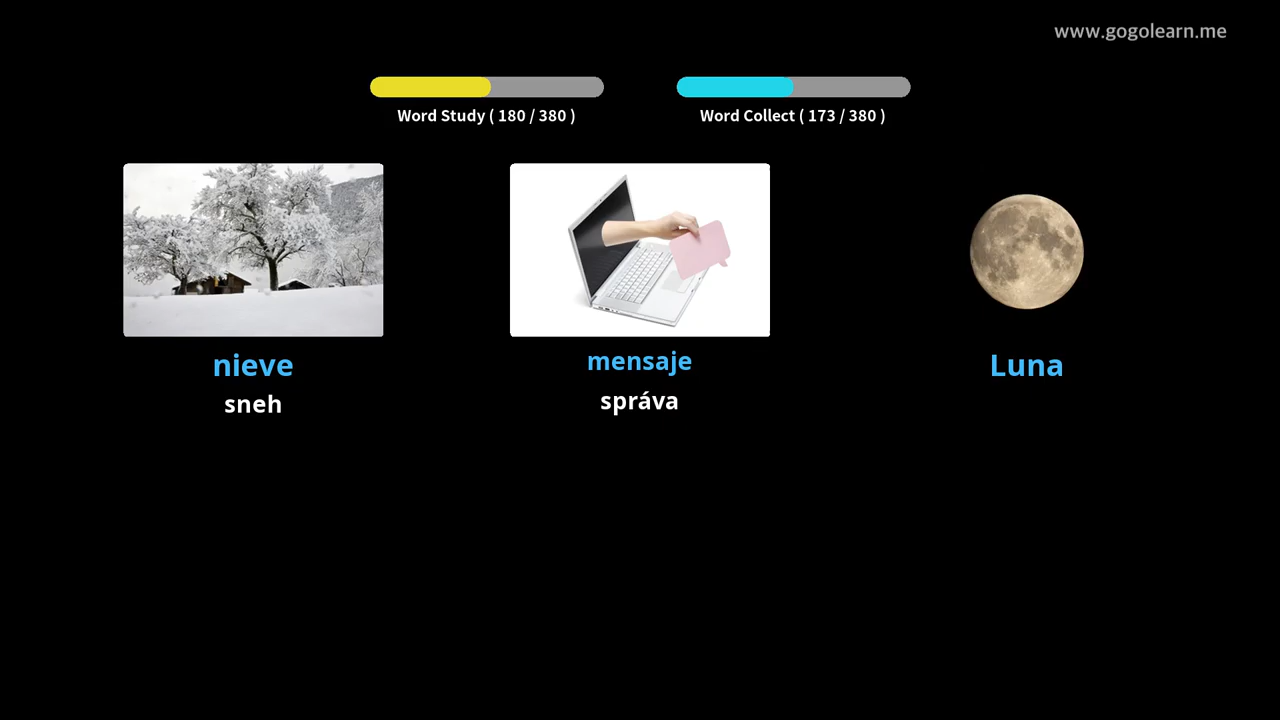 www.gogolearn.me
Word Study ( 180 / 380 )
Word Collect ( 173 / 380 )
nieve
sneh
mensaje
správa
Luna